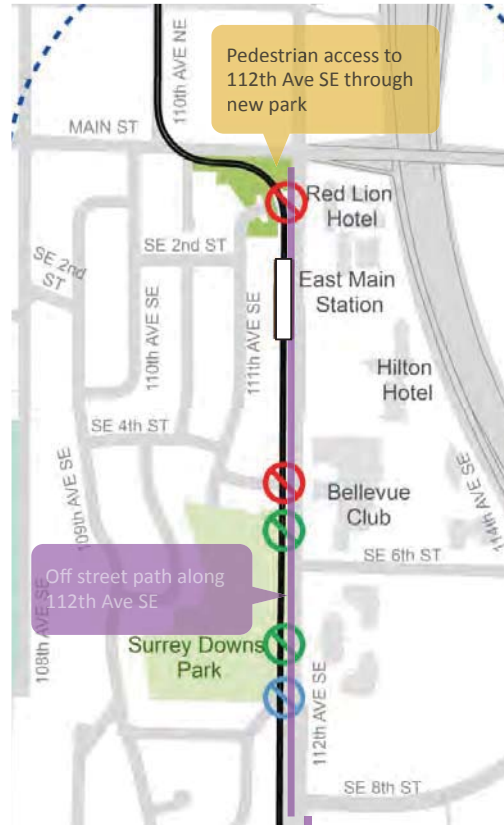 Pedestrian access to
112th Ave SE through
new park
110th AVE NE
MAIN ST
Red Lion
Hotel
SE 2nd ST
SE 2nd
ST
East Main
Station
110th AVE SE
111th AVE SE
Hilton
Hotel
SE 4th ST
109th AVE SE
Bellevue
Club
114th AVE SE
SE 6th ST
Off street path along
112th Ave SE
108th AVE SE
Surrey Downs
Park
112th AVE SE
SE 8th ST